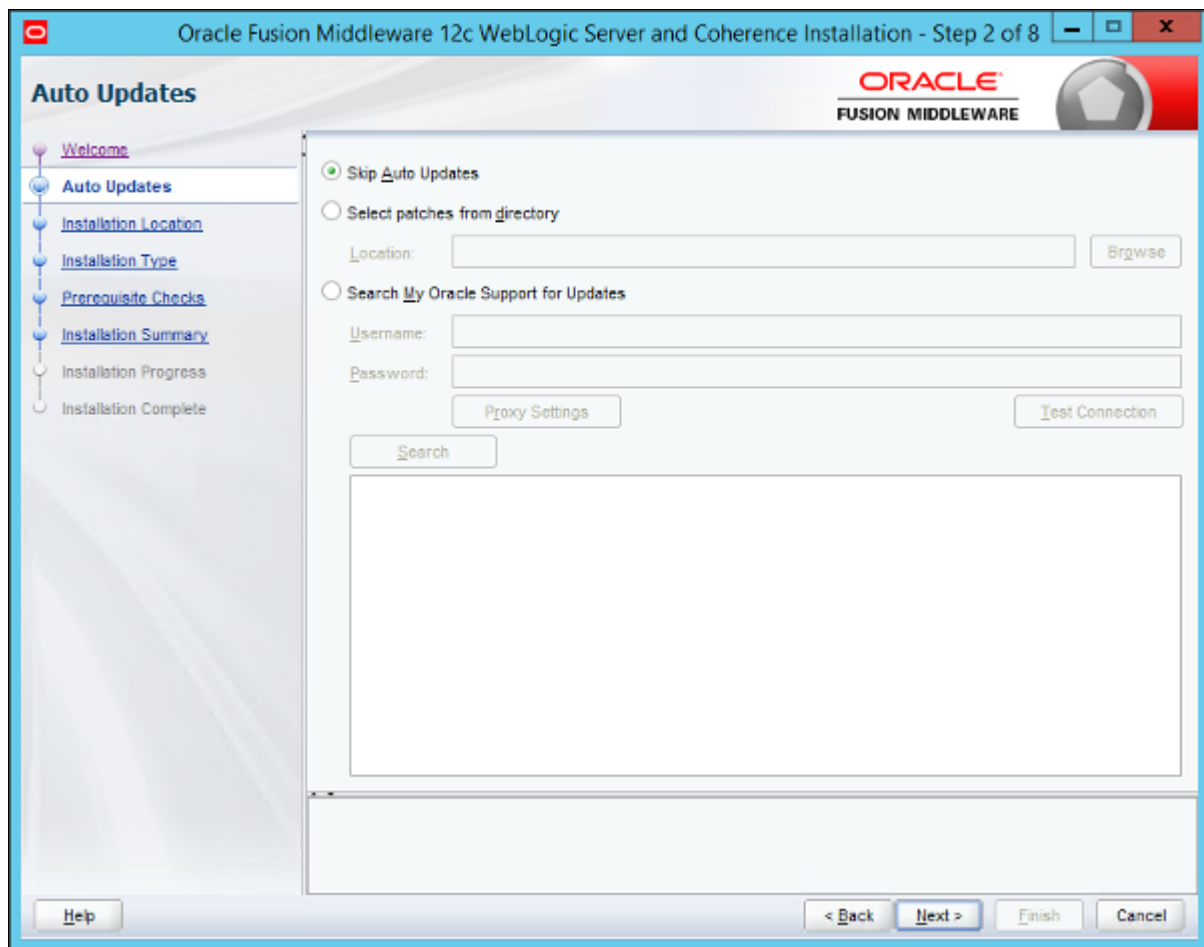 Oracle Fusion Middleware 12c WebLogic Server and Coherence Installation - Step 2 of 8
Auto Updates
ORACLE
FUSION MIDDLEWARE
Welcome
Auto Updates
Installation Location
Installation Type
Prerequisite Checks
Installation Summary
Installation Progress
Installation Complete
Skip Auto Updates
Select patches from directory
Location:
Browse
Search My Oracle Support for Updates
Username:
Password:
Proxy Settings
Test Connection
Search
Help
< Back
Next >
Finish
Cancel